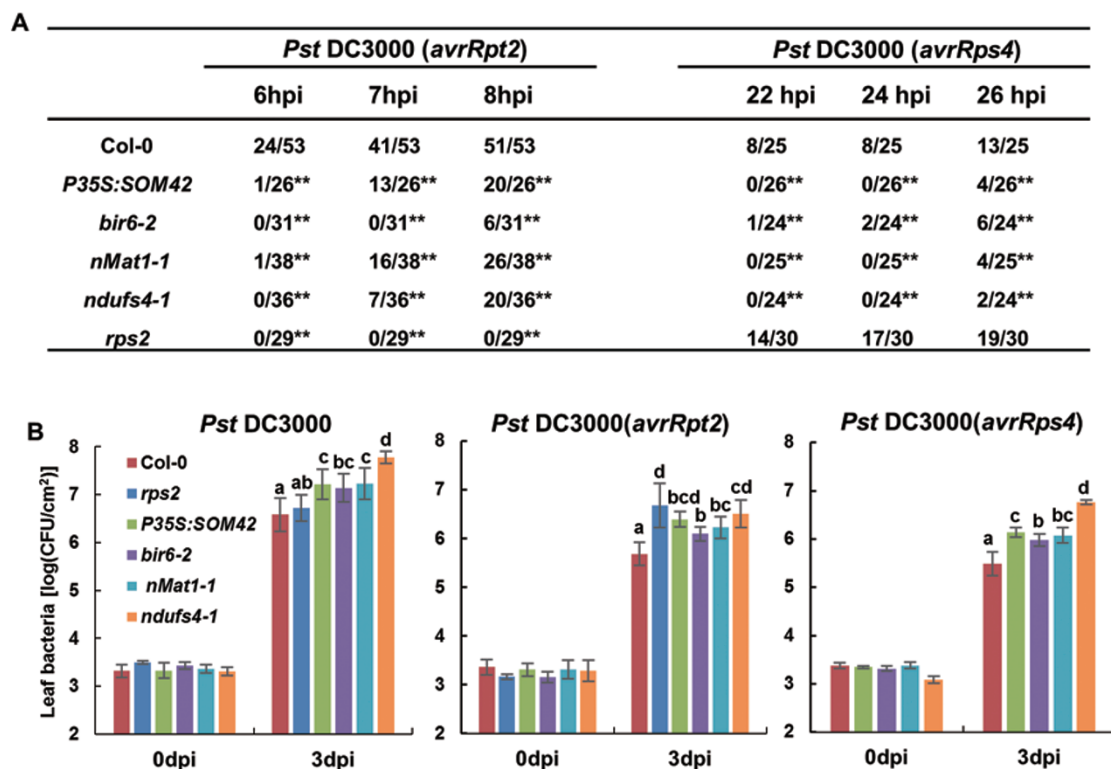 A
Pst DC3000 (avrRpt2) Pst DC3000 (avrRps4)
6hpi 7hpi 8hpi 22 hpi 24 hpi 26 hpi
Col-0 24/53 41/53 51/53 8/25 8/25 13/25
P35S:SOM42 1/26** 13/26** 20/26** 0/26** 0/26** 4/26**
bir6-2 0/31** 0/31** 6/31** 1/24** 2/24** 6/24**
nMat1-1 1/38** 16/38** 26/38** 0/25** 0/25** 4/25**
ndufs4-1 0/36** 7/36** 20/36** 0/24** 0/24** 2/24**
rps2 0/29** 0/29** 0/29** 14/30 17/30 19/30
B
Pst DC3000
Leaf bacteria [log(CFU/cm²)]
8
7
6
5
4
3
2
Col-0
rps2
P35S:SOM42
bir6-2
nMat1-1
ndufs4-1
a ab c bc c d
0dpi 3dpi
Pst DC3000(avrRpt2)
8
7
6
5
4
3
2
a d bcd b bc cd
0dpi 3dpi
Pst DC3000(avrRps4)
8
7
6
5
4
3
2
a c b bc d
0dpi 3dpi